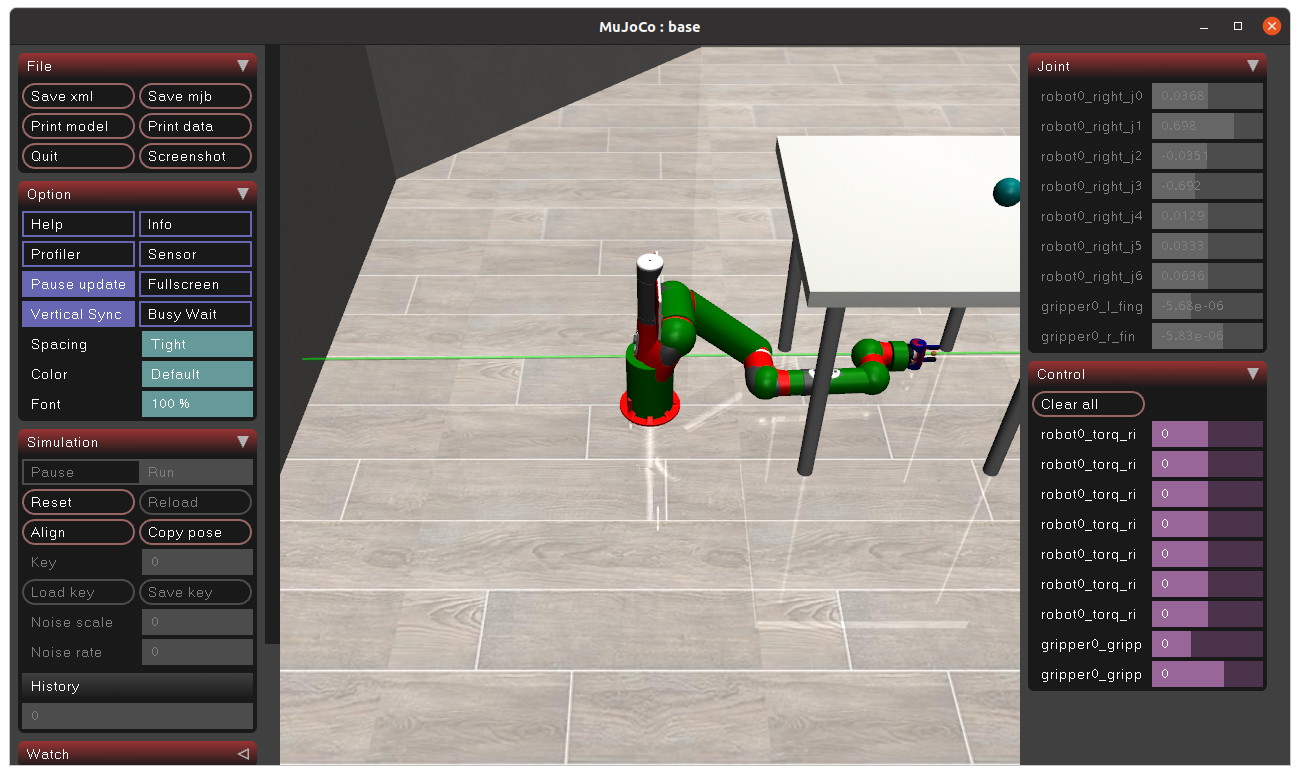 MuJoCo : base
File
Save xml Save mjb
Print model Print data
Quit Screenshot
Option
Help Info
Profiler Sensor
Pause update Fullscreen
Vertical Sync Busy Wait
Spacing Tight
Color Default
Font 100 %
Simulation
Pause Run
Reset Reload
Align Copy pose
Key 0
Load key Save key
Noise scale 0
Noise rate 0
History
0
Watch
Joint
robot0_right_j0 0.0368
robot0_right_j1 0.698
robot0_right_j2 -0.0351
robot0_right_j3 -0.692
robot0_right_j4 0.0129
robot0_right_j5 0.0333
robot0_right_j6 0.0636
gripper0_l_fing -5.68e-06
gripper0_r_fin -5.83e-06
Control
Clear all
robot0_torq_ri 0
robot0_torq_ri 0
robot0_torq_ri 0
robot0_torq_ri 0
robot0_torq_ri 0
robot0_torq_ri 0
robot0_torq_ri 0
gripper0_gripp 0
gripper0_gripp 0